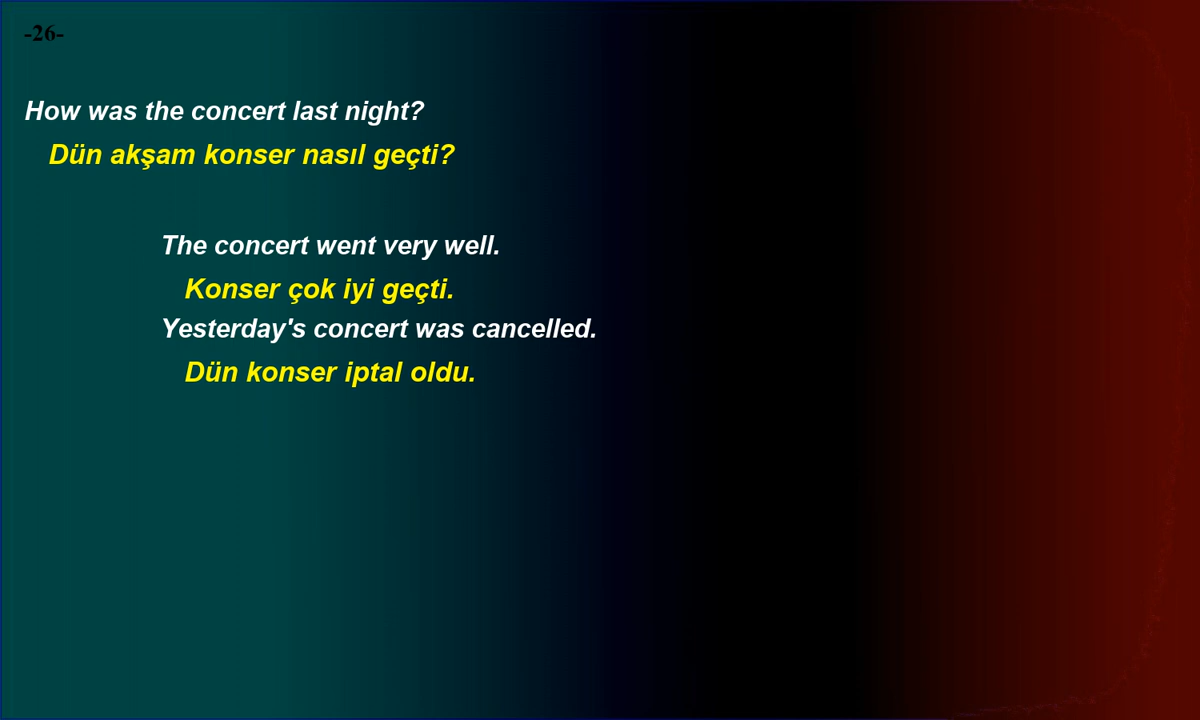 -26-
How was the concert last night?
Dün akşam konser nasıl geçti?
The concert went very well.
Konser çok iyi geçti.
Yesterday's concert was cancelled.
Dün konser iptal oldu.